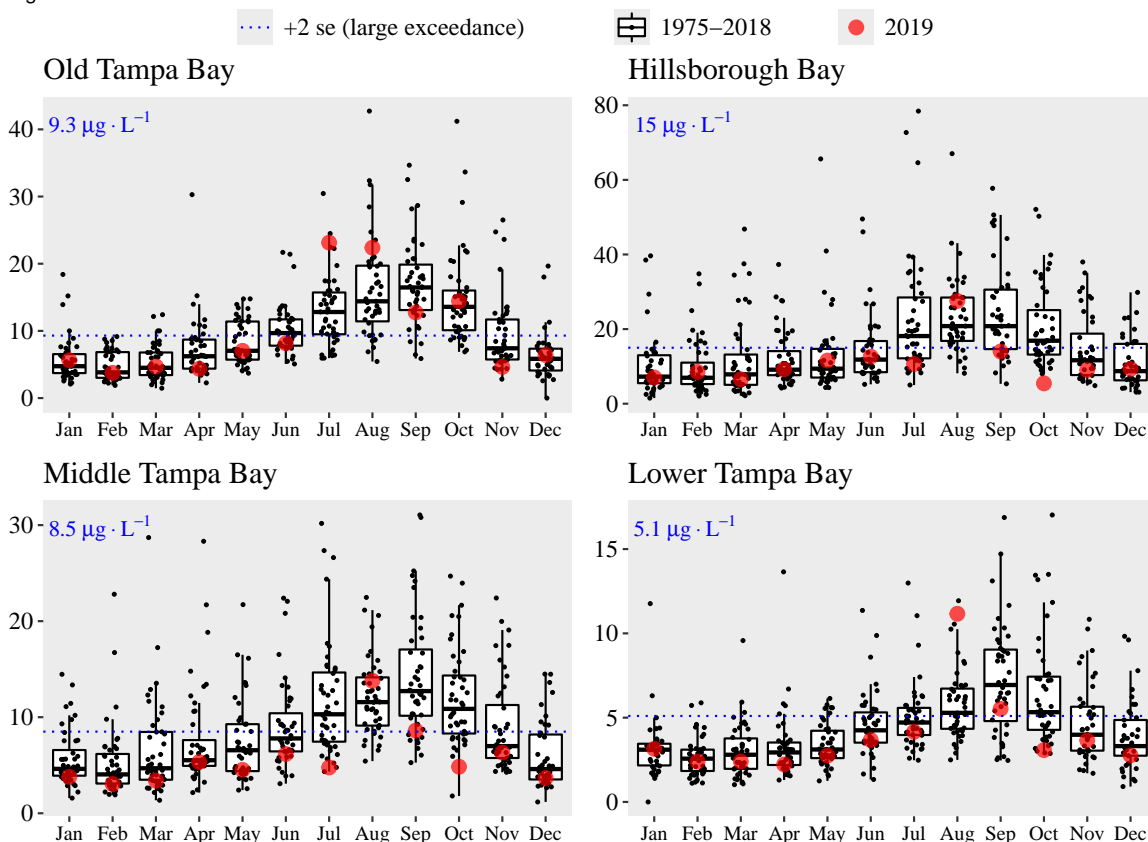 +2 se (large exceedance) 1975–2018 2019
Old Tampa Bay
9.3 μg · L⁻¹
40
30
20
10
0
Jan Feb Mar Apr May Jun Jul Aug Sep Oct Nov Dec
Hillsborough Bay
15 μg · L⁻¹
80
60
40
20
0
Jan Feb Mar Apr May Jun Jul Aug Sep Oct Nov Dec
Middle Tampa Bay
8.5 μg · L⁻¹
30
20
10
0
Jan Feb Mar Apr May Jun Jul Aug Sep Oct Nov Dec
Lower Tampa Bay
5.1 μg · L⁻¹
15
10
5
0
Jan Feb Mar Apr May Jun Jul Aug Sep Oct Nov Dec